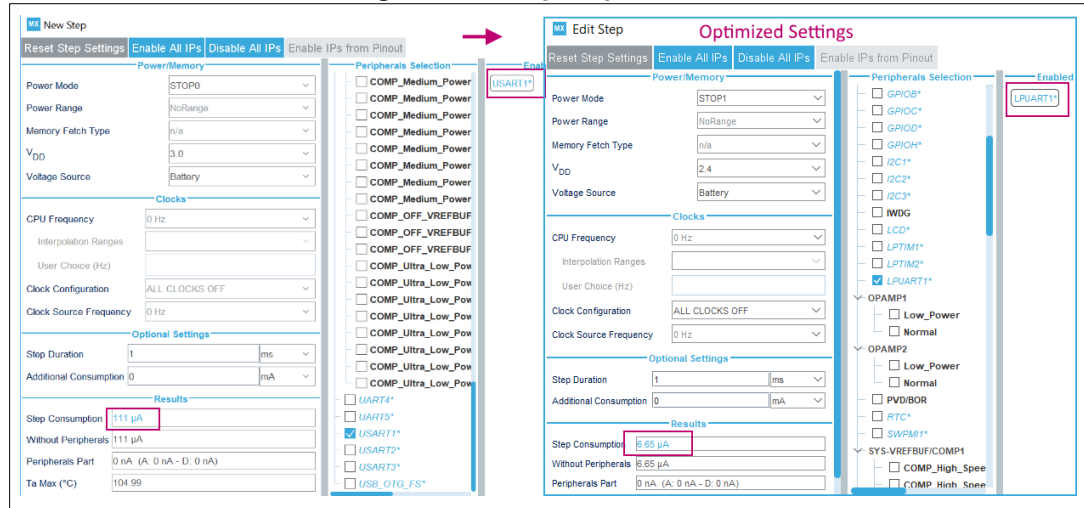 New Step
Reset Step Settings Enable All IPs Disable All IPs Enable IPs from Pinout
Power/Memory
Power Mode STOP0
Power Range NoRange
Memory Fetch Type n/a
VDD 3.0
Voltage Source Battery
Clocks
CPU Frequency 0 Hz
Interpolation Ranges
User Choice (Hz)
Clock Configuration ALL CLOCKS OFF
Clock Source Frequency 0 Hz
Optional Settings
Step Duration 1 ms
Additional Consumption 0 mA
Results
Step Consumption 111 µA
Without Peripherals 111 µA
Peripherals Part 0 nA (A: 0 nA - D: 0 nA)
Ta Max (°C) 104.99
Peripherals Selection
COMP_Medium_Power
COMP_Medium_Power
COMP_Medium_Power
COMP_Medium_Power
COMP_Medium_Power
COMP_Medium_Power
COMP_Medium_Power
COMP_Medium_Power
COMP_OFF_VREFBUF
COMP_OFF_VREFBUF
COMP_OFF_VREFBUF
COMP_Ultra_Low_Pow
COMP_Ultra_Low_Pow
COMP_Ultra_Low_Pow
COMP_Ultra_Low_Pow
COMP_Ultra_Low_Pow
COMP_Ultra_Low_Pow
COMP_Ultra_Low_Pow
COMP_Ultra_Low_Pow
UART4*
UART5*
USART1*
USART2*
USART3*
USB_OTG_FS*
Enab
USART1*
Edit Step
Optimized Settings
Reset Step Settings Enable All IPs Disable All IPs Enable IPs from Pinout
Power/Memory
Power Mode STOP1
Power Range NoRange
Memory Fetch Type n/a
VDD 2.4
Voltage Source Battery
Clocks
CPU Frequency 0 Hz
Interpolation Ranges
User Choice (Hz)
Clock Configuration ALL CLOCKS OFF
Clock Source Frequency 0 Hz
Optional Settings
Step Duration 1 ms
Additional Consumption 0 mA
Results
Step Consumption 6.65 µA
Without Peripherals 6.65 µA
Peripherals Part 0 nA (A: 0 nA - D: 0 nA)
Peripherals Selection
GPIOB*
GPIOC*
GPIOD*
GPIOH*
I2C1*
I2C2*
I2C3*
IWDG
LCD*
LPTIM1*
LPTIM2*
LPUART1*
OPAMP1
Low_Power
Normal
OPAMP2
Low_Power
Normal
PVD/BOR
RTC*
SWPMI1*
SYS-VREFBUF/COMP1
COMP_High_Spee
COMP_High_Spee
Enabled
LPUART1*